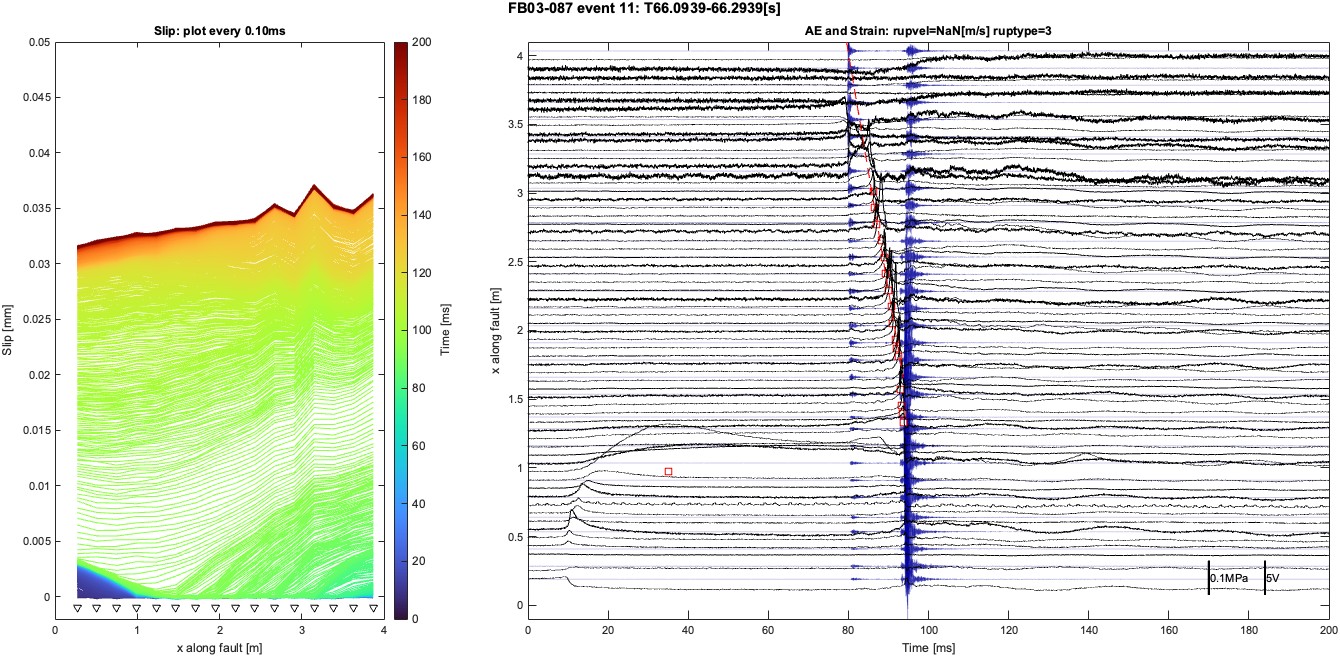 FB03-087 event 11: T66.0939-66.2939[s]
Slip: plot every 0.10ms
0.05
0.045
0.04
0.035
0.03
0.025
0.02
0.015
0.01
0.005
0
Slip [mm]
0 1 2 3 4
x along fault [m]
200
180
160
140
120
100
80
60
40
20
0
Time [ms]
AE and Strain: rupvel=NaN[m/s] ruptype=3
4
3.5
3
2.5
2
1.5
1
0.5
0
x along fault [m]
0.1MPa 5V
0 20 40 60 80 100 120 140 160 180 200
Time [ms]